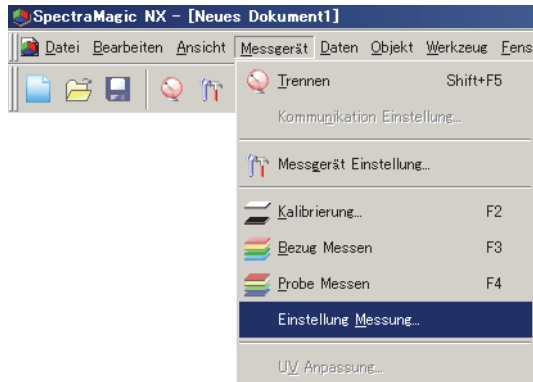 SpectraMagic NX - [Neues Dokument1]
Datei Bearbeiten Ansicht Messgerät Daten Objekt Werkzeug Fens
Trennen Shift+F5
Kommunikation Einstellung...
Messgerät Einstellung...
Kalibrierung... F2
Bezug Messen F3
Probe Messen F4
Einstellung Messung...
UV Anpassung...